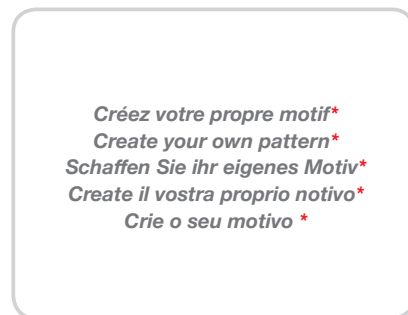 Créez votre propre motif*
Create your own pattern*
Schaffen Sie ihr eigenes Motiv*
Create il vostra proprio notivo*
Crie o seu motivo *